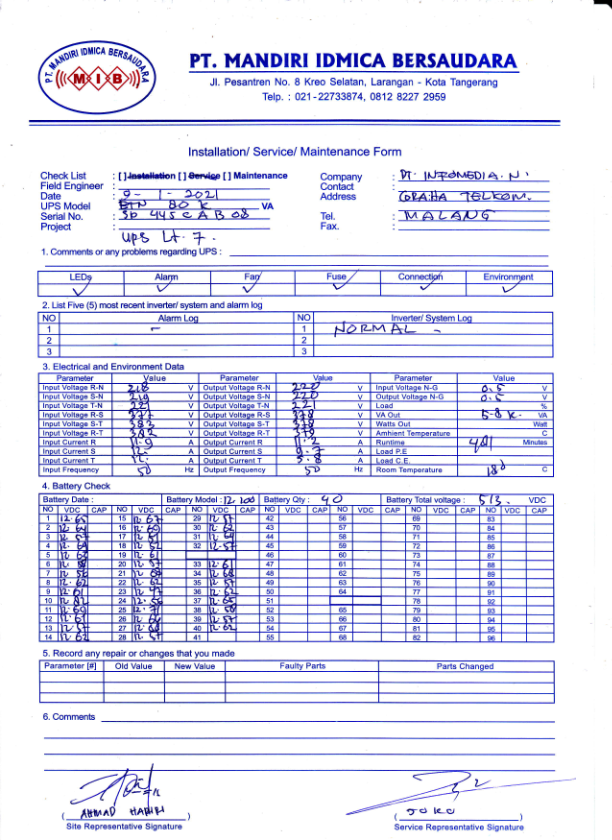 PT. MANDIRI IDMICA BERSAUDARA
MIB
PT. MANDIRI IDMICA BERSAUDARA
Jl. Pesantren No. 8 Kreo Selatan, Larangan - Kota Tangerang
Telp. : 021-22733874, 0812 8227 2959
Installation/ Service/ Maintenance Form
Check List : [ ] Installation [ ] Service [ ] Maintenance
Company : PT. INFOMEDIA. N.
Field Engineer :
Contact :
Date : 9 - 1 - 2021
Address : GRAHA TELKOM.
UPS Model : ETN 80 K VA
Serial No. : 3D 445 C A B 08
Tel. : MALANG
Project : UPS Lt. 7.
Fax. :
1. Comments or any problems regarding UPS :
LEDs Alarm Fan Fuse Connection Environment
2. List Five (5) most recent inverter/ system and alarm log
NO Alarm Log NO Inverter/ System Log
1 - 1 NORMAL -
2 2
3 3
3. Electrical and Environment Data
Parameter Value Parameter Value Parameter Value
Input Voltage R-N 218 V Output Voltage R-N 220 V Input Voltage N-G 0.5 V
Input Voltage S-N 219 V Output Voltage S-N 220 V Output Voltage N-G 0.5 V
Input Voltage T-N 221 V Output Voltage T-N 221 V Load %
Input Voltage R-S 377 V Output Voltage R-S 378 V VA Out 5.8 K. VA
Input Voltage S-T 383 V Output Voltage S-T 378 V Watts Out Watt
Input Voltage R-T 382 V Output Voltage R-T 379 V Ambient Temperature C
Input Current R 11.9 A Output Current R 11.2 A Runtime 481 Minutes
Input Current S 12. A Output Current S 9.7 A Load P.E
Input Current T 12. A Output Current T 5.8 A Load C.E.
Input Frequency 50 Hz Output Frequency 50 Hz Room Temperature 18° C
4. Battery Check
Battery Date : Battery Model : 12. 100 Battery Qty : 40 Battery Total voltage : 513. VDC
NO VDC CAP NO VDC CAP NO VDC CAP NO VDC CAP NO VDC CAP NO VDC CAP NO VDC CAP
1 12.65 15 12.67 29 12.57 42 56 69 83
2 12.64 16 12.60 30 12.62 43 57 70 84
3 12.57 17 12.51 31 12.64 44 58 71 85
4 12.64 18 12.52 32 12.57 45 59 72 86
5 12.62 19 12.61 46 60 73 87
6 20 12.57 33 12.61 47 61 74 88
7 12.56 21 12.64 34 12.68 48 62 75 89
8 12.62 22 12.62 35 12.57 49 63 76 90
9 12.61 23 12.47 36 12.62 50 64 77 91
10 24 12.56 37 12.65 51 78 92
11 12.60 25 12.71 38 12.58 52 65 79 93
12 12.61 26 12.66 39 12.57 53 66 80 94
13 12.57 27 12.68 40 12.62 54 67 81 95
14 12.62 28 12.57 41 55 68 82 96
5. Record any repair or changes that you made
Parameter [#] Old Value New Value Faulty Parts Parts Changed
6. Comments
( AHMAD HABIBI )
( JOKO )
Site Representative Signature
Service Representative Signature